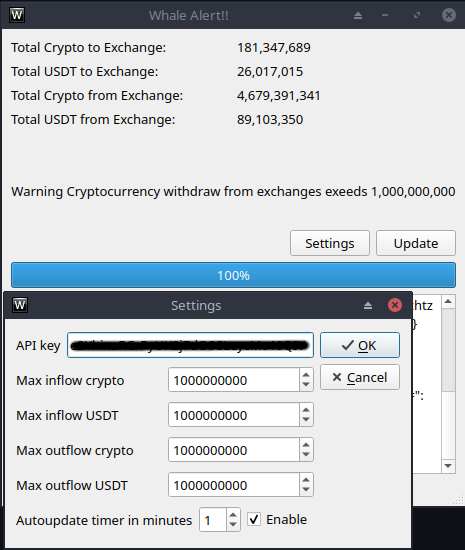 W Whale Alert!!
Total Crypto to Exchange: 181,347,689
Total USDT to Exchange: 26,017,015
Total Crypto from Exchange: 4,679,391,341
Total USDT from Exchange: 89,103,350
Warning Cryptocurrency withdraw from exchanges exeeds 1,000,000,000
Settings Update
100%
htz
}
":
W Settings
API key OK
Max inflow crypto 1000000000 Cancel
Max inflow USDT 1000000000
Max outflow crypto 1000000000
Max outflow USDT 1000000000
Autoupdate timer in minutes 1 Enable